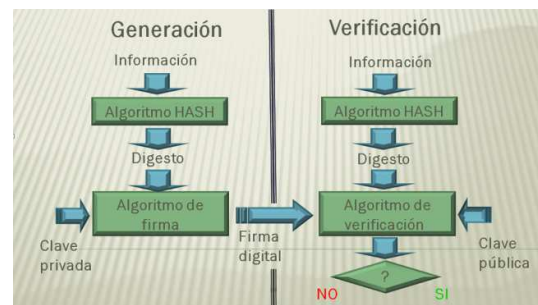 Generación
Información
Algoritmo HASH
Digesto
Algoritmo de
firma
Clave
privada
Firma
digital
Verificación
Información
Algoritmo HASH
Digesto
Algoritmo de
verificación
Clave
pública
?
NO
SI